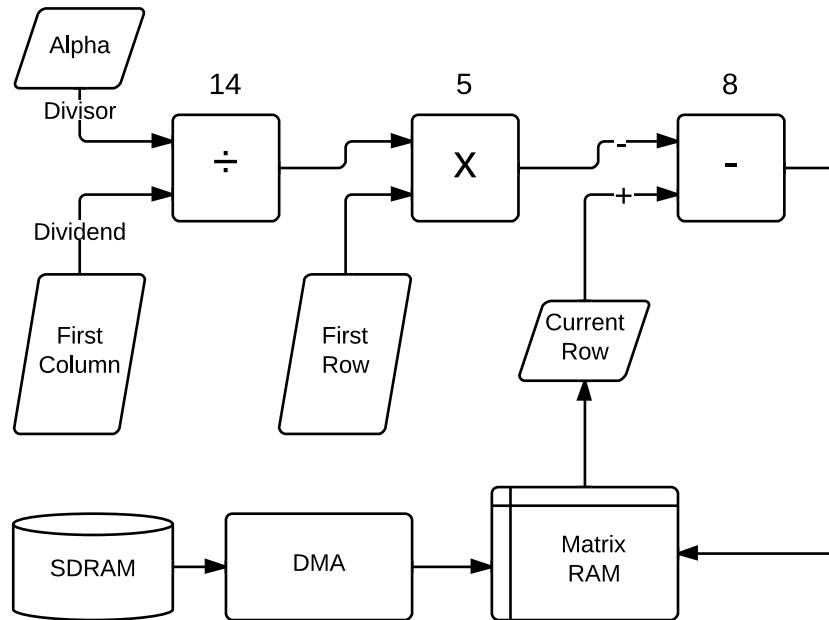 Alpha
14
5
8
Divisor
÷
X
-
-
+
Dividend
First
Column
First
Row
Current
Row
SDRAM
DMA
Matrix
RAM